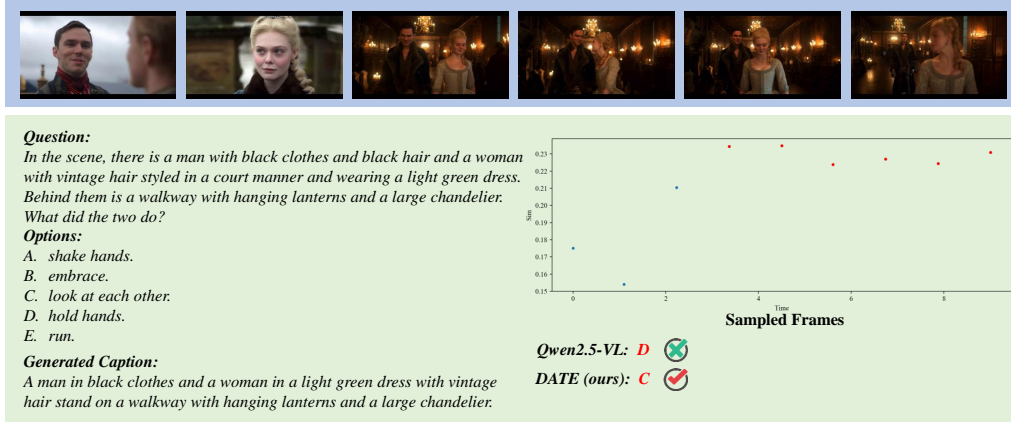 Question:
In the scene, there is a man with black clothes and black hair and a woman
with vintage hair styled in a court manner and wearing a light green dress.
Behind them is a walkway with hanging lanterns and a large chandelier.
What did the two do?
Options:
A. shake hands.
B. embrace.
C. look at each other.
D. hold hands.
E. run.
Generated Caption:
A man in black clothes and a woman in a light green dress with vintage
hair stand on a walkway with hanging lanterns and a large chandelier.
Sim
0.23
0.22
0.21
0.20
0.19
0.18
0.17
0.16
0.15
0 2 4 6 8
Time
Sampled Frames
Qwen2.5-VL: D
DATE (ours): C